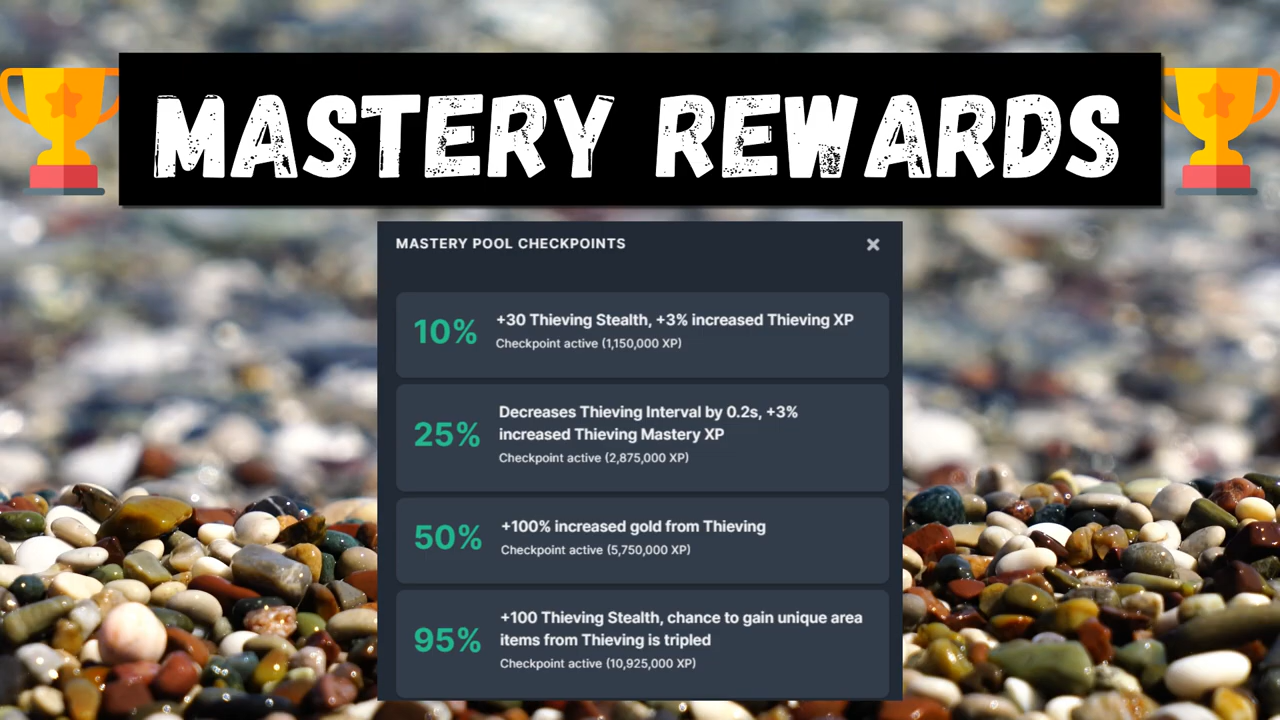 MASTERY REWARDS
MASTERY POOL CHECKPOINTS
10%
+30 Thieving Stealth, +3% increased Thieving XP
Checkpoint active (1,150,000 XP)
25%
Decreases Thieving Interval by 0.2s, +3%
increased Thieving Mastery XP
Checkpoint active (2,875,000 XP)
50%
+100% increased gold from Thieving
Checkpoint active (5,750,000 XP)
95%
+100 Thieving Stealth, chance to gain unique area
items from Thieving is tripled
Checkpoint active (10,925,000 XP)